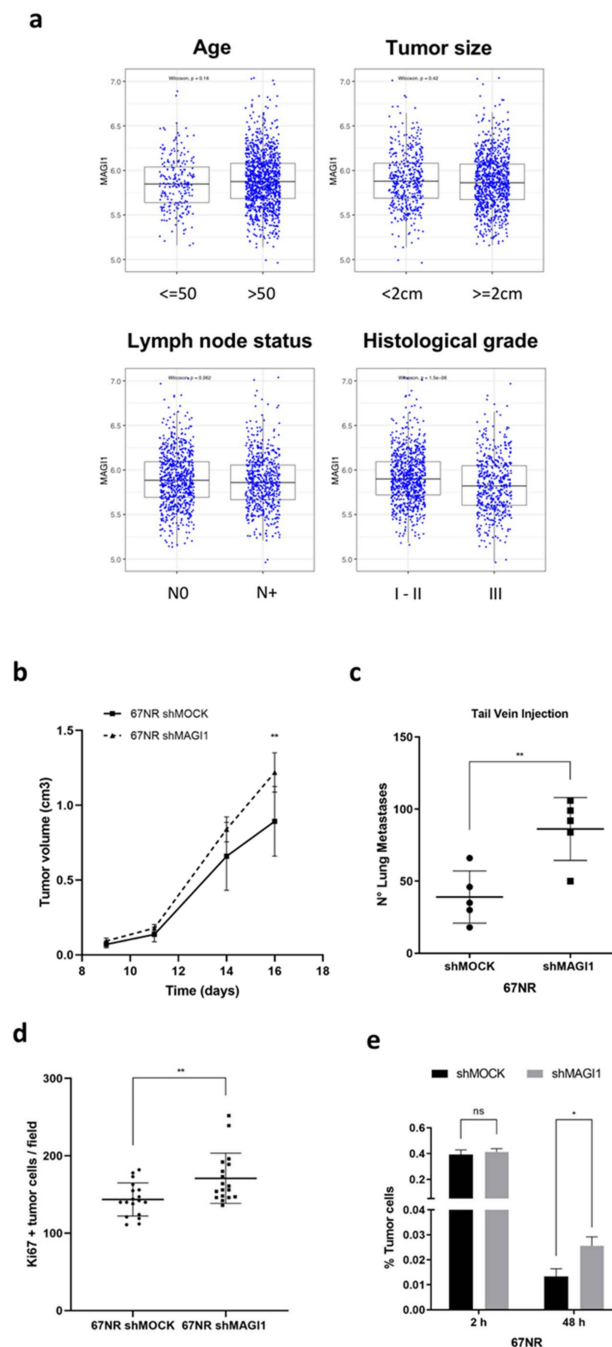 a
Age
Tumor size
Wilcoxon, p = 0.14
Wilcoxon, p = 0.42
7.0
6.5
6.0
5.5
5.0
MAGI1
<=50 >50
7.0
6.5
6.0
5.5
5.0
MAGI1
<2cm >=2cm
Lymph node status
Histological grade
Wilcoxon, p = 0.062
Wilcoxon, p =
7.0
6.5
6.0
5.5
5.0
MAGI1
N0 N+
7.0
6.5
6.0
5.5
5.0
MAGI1
I - II III
b
67NR shMOCK
67NR shMAGI1
**
1.5
1.0
0.5
0.0
Tumor volume (cm3)
8 10 12 14 16 18
Time (days)
c
Tail Vein Injection
**
150
100
50
0
N° Lung Metastases
shMOCK shMAGI1
67NR
d
**
300
200
100
0
Ki67 + tumor cells / field
67NR shMOCK 67NR shMAGI1
e
shMOCK shMAGI1
ns
*
0.6
0.4
0.2
0.04
0.03
0.02
0.01
0.00
% Tumor cells
2 h 48 h
67NR